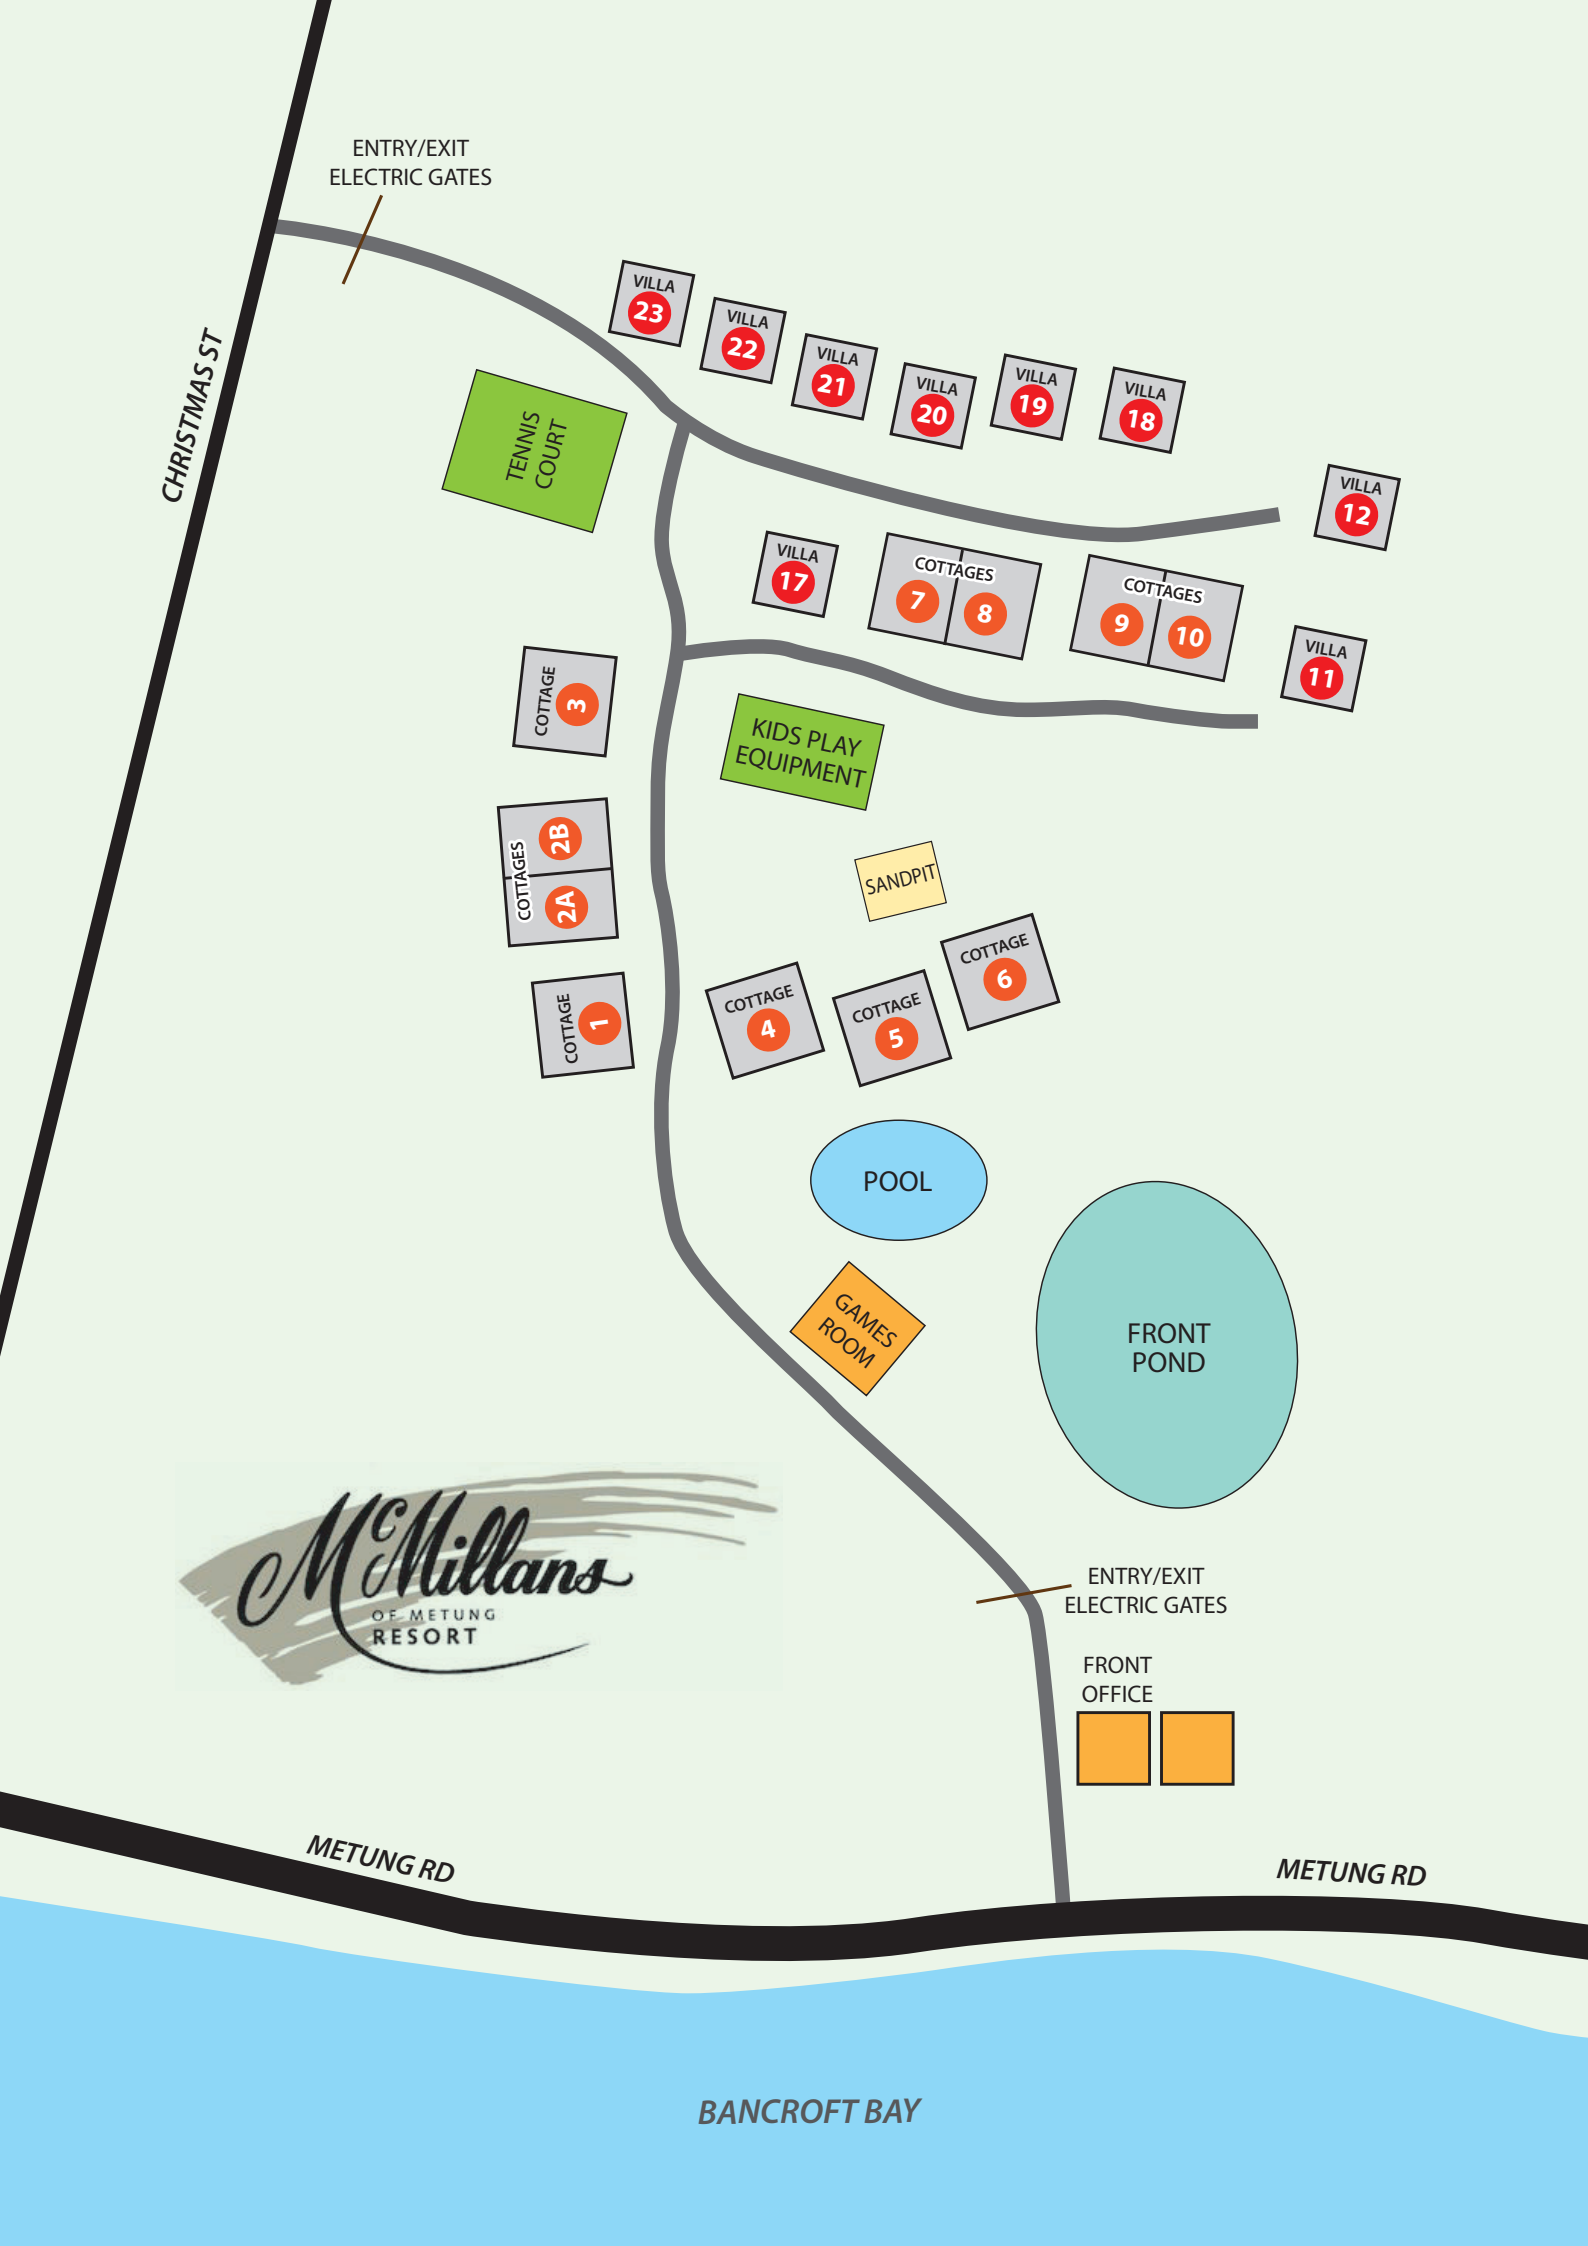 ENTRY/EXIT
ELECTRIC GATES
CHRISTMAS ST
VILLA
23
VILLA
22
VILLA
21
VILLA
20
VILLA
19
VILLA
18
VILLA
12
TENNIS
COURT
VILLA
17
COTTAGES
7
8
COTTAGES
9
10
VILLA
11
COTTAGE
3
KIDS PLAY
EQUIPMENT
COTTAGES
2B
2A
SANDPIT
COTTAGE
1
COTTAGE
4
COTTAGE
5
COTTAGE
6
POOL
GAMES
ROOM
FRONT
POND
McMillans
OF METUNG
RESORT
ENTRY/EXIT
ELECTRIC GATES
FRONT
OFFICE
METUNG RD
METUNG RD
BANCROFT BAY